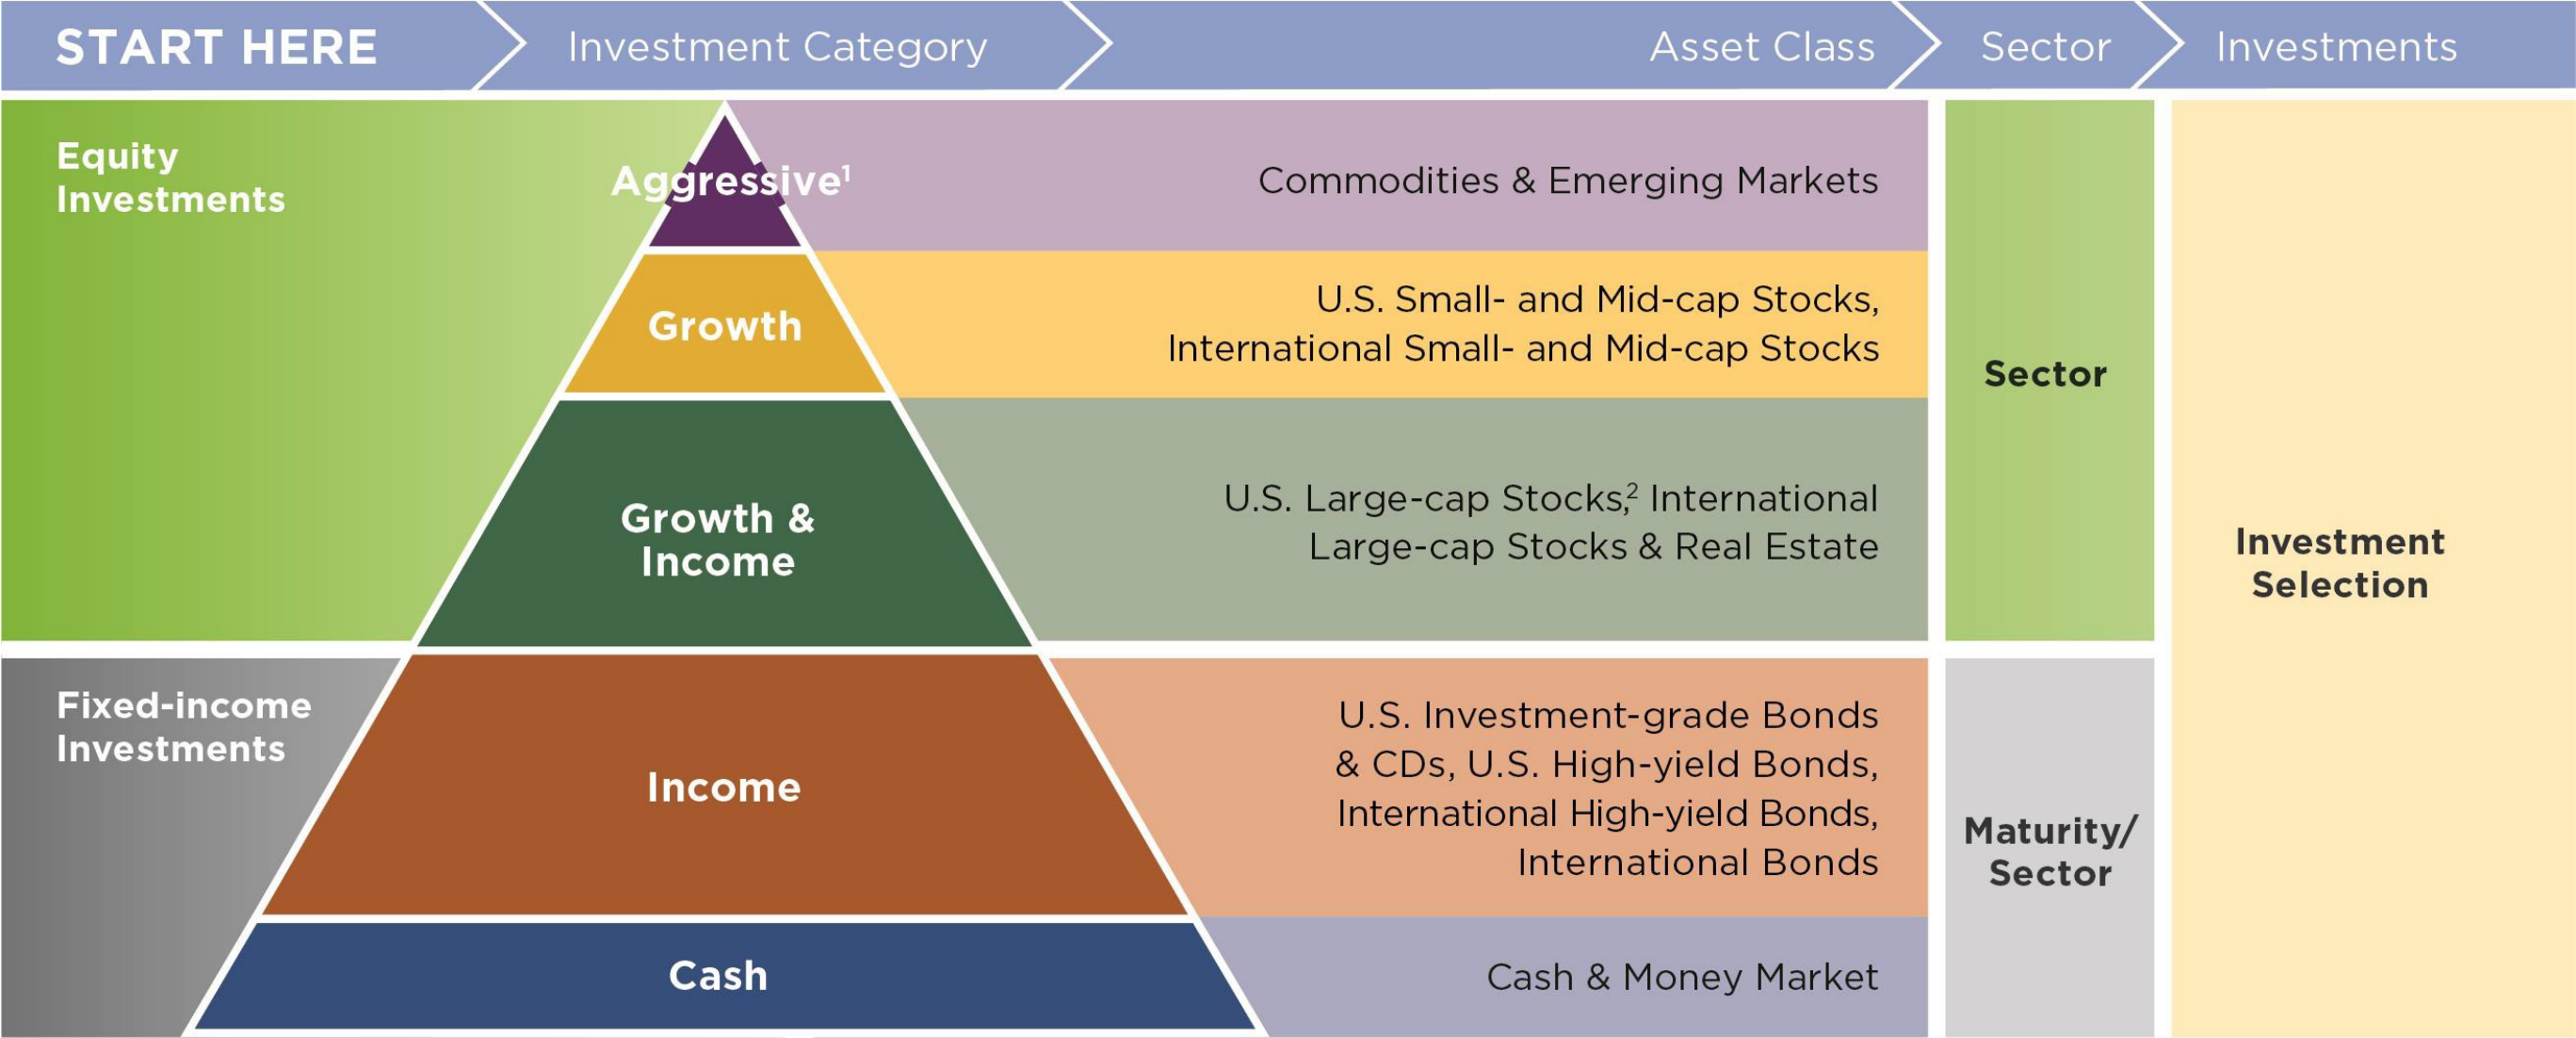 START HERE
Investment Category
Asset Class
Sector
Investments
Equity
Investments
Aggressive¹
Commodities & Emerging Markets
Growth
U.S. Small- and Mid-cap Stocks,
International Small- and Mid-cap Stocks
Growth &
Income
U.S. Large-cap Stocks,² International
Large-cap Stocks & Real Estate
Sector
Fixed-income
Investments
Income
U.S. Investment-grade Bonds
& CDs, U.S. High-yield Bonds,
International High-yield Bonds,
International Bonds
Cash
Cash & Money Market
Maturity/
Sector
Investment
Selection